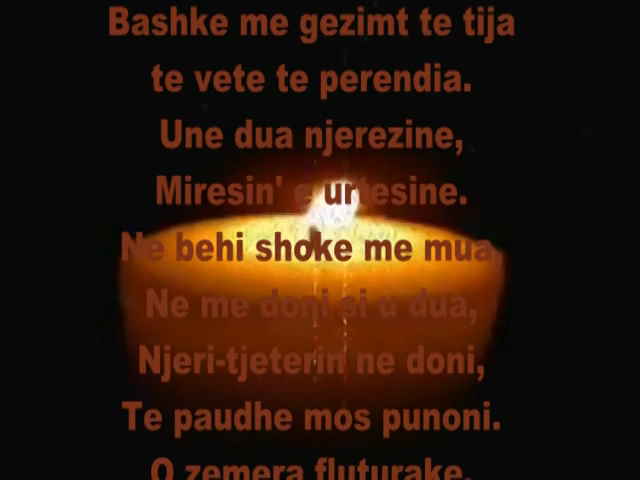 Bashke me gezimt te tija
te vete te perendia.
Une dua njerezine,
Miresin' e urtesine.
Ne behi shoke me mua,
Ne me doni si u dua,
Njeri-tjeterin ne doni,
Te paudhe mos punoni.
O zemera fluturake,